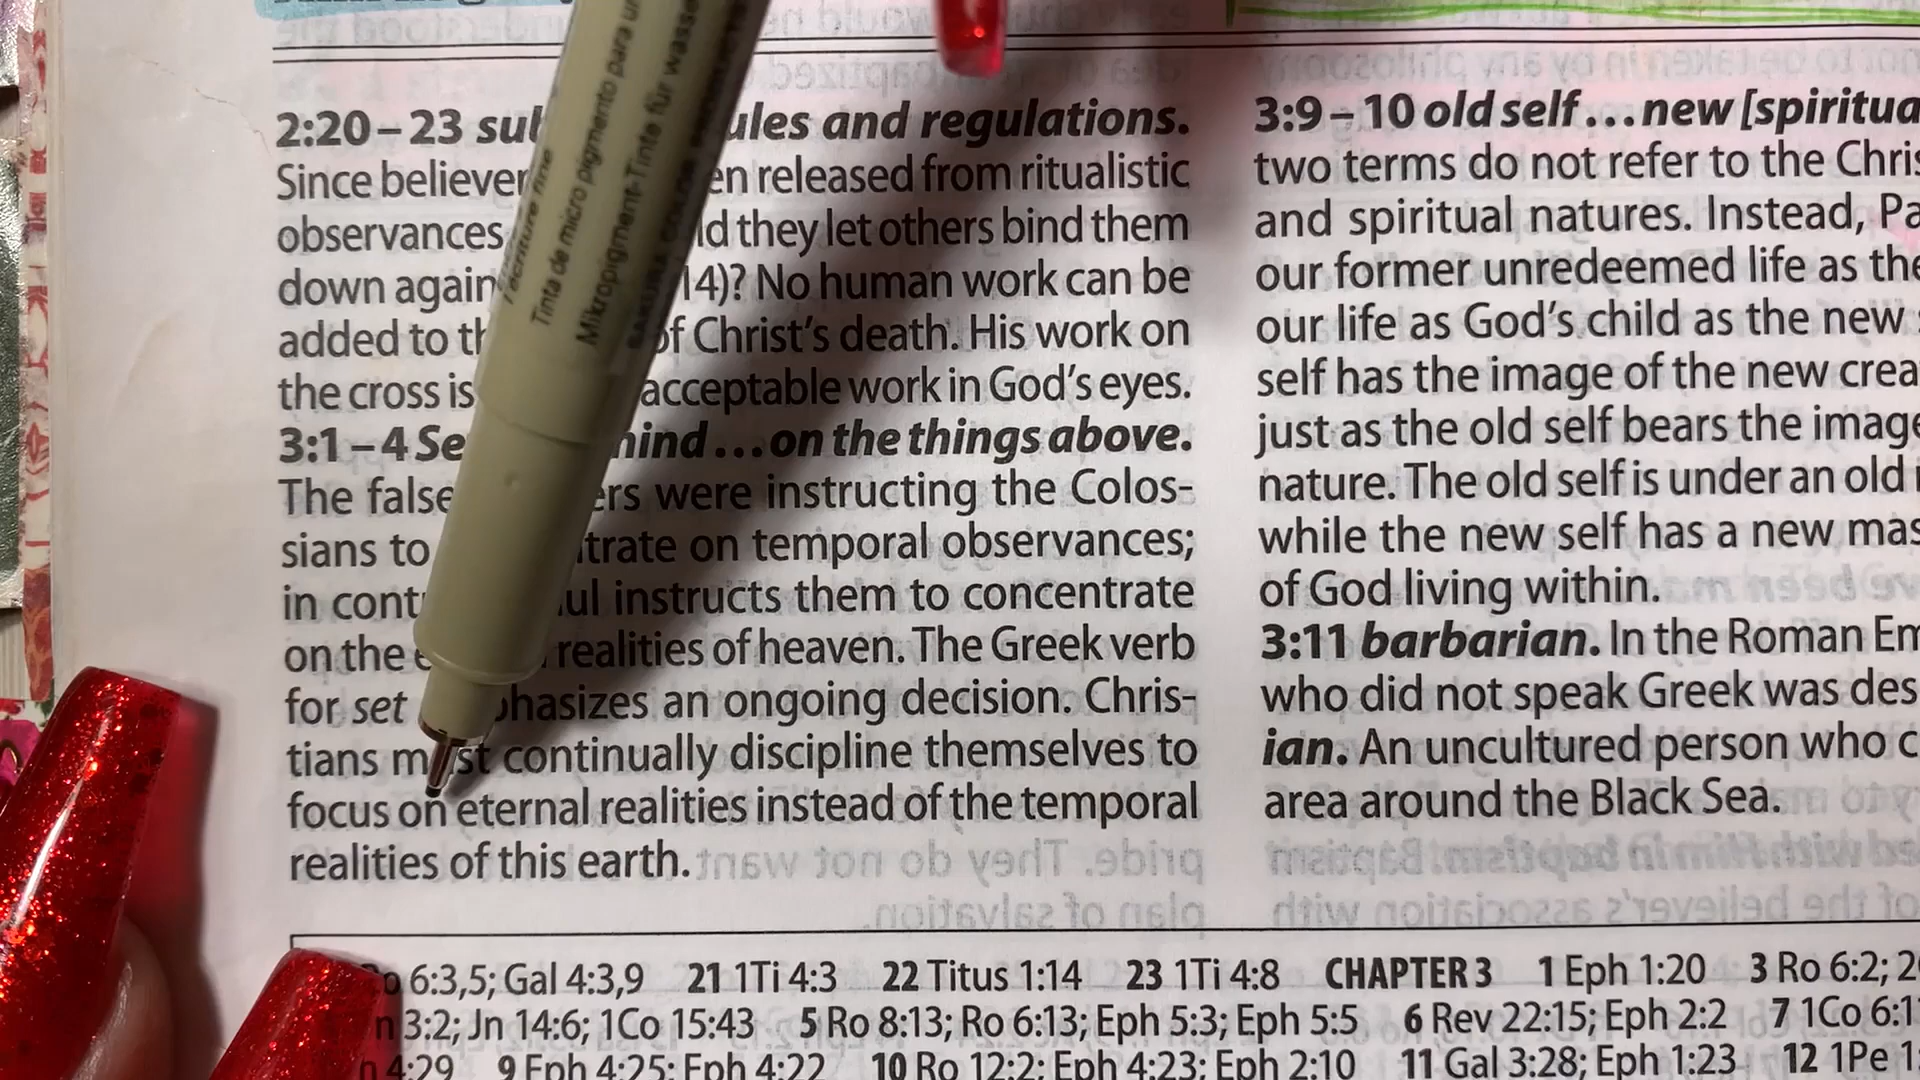 2:20–23 ules and regulations.
Since en released from ritualistic
observances they let others bind them
down again 14)? No human work can be
added to of Christ's death. His work on
the cross is acceptable work in God's eyes.
3:1–4 ...on the things above.
The false were instructing the Colos-
sians to on temporal observances;
in instructs them to concentrate
on the realities of heaven. The Greek verb
for set an ongoing decision. Chris-
tians must continually discipline themselves to
focus on eternal realities instead of the temporal
realities of this earth.
3:9–10 old self...new [spiritua
two terms do not refer to the Chris
and spiritual natures. Instead, Pa
our former unredeemed life as the
our life as God's child as the new
self has the image of the new crea
just as the old self bears the image
nature. The old self is under an old
while the new self has a new mas
of God living within.
3:11 barbarian. In the Roman Em
who did not speak Greek was des
ian. An uncultured person who c
area around the Black Sea.
6:3,5; Gal 4:3,9 21 1Ti 4:3 22 Titus 1:14 23 1Ti 4:8 CHAPTER 3 1 Eph 1:20 3 Ro 6:2;
3:2; Jn 14:6; 1Co 15:43 5 Ro 8:13; Ro 6:13; Eph 5:3; Eph 5:5 6 Rev 22:15; Eph 2:2 7 1Co 6:1
4:29 9 Eph 4:25; Eph 4:22 10 Ro 12:2; Eph 4:23; Eph 2:10 11 Gal 3:28; Eph 1:23 12 1Pe
l'écriture fine
Tinta de micro pigmento para
Mikropigment-Tinte für